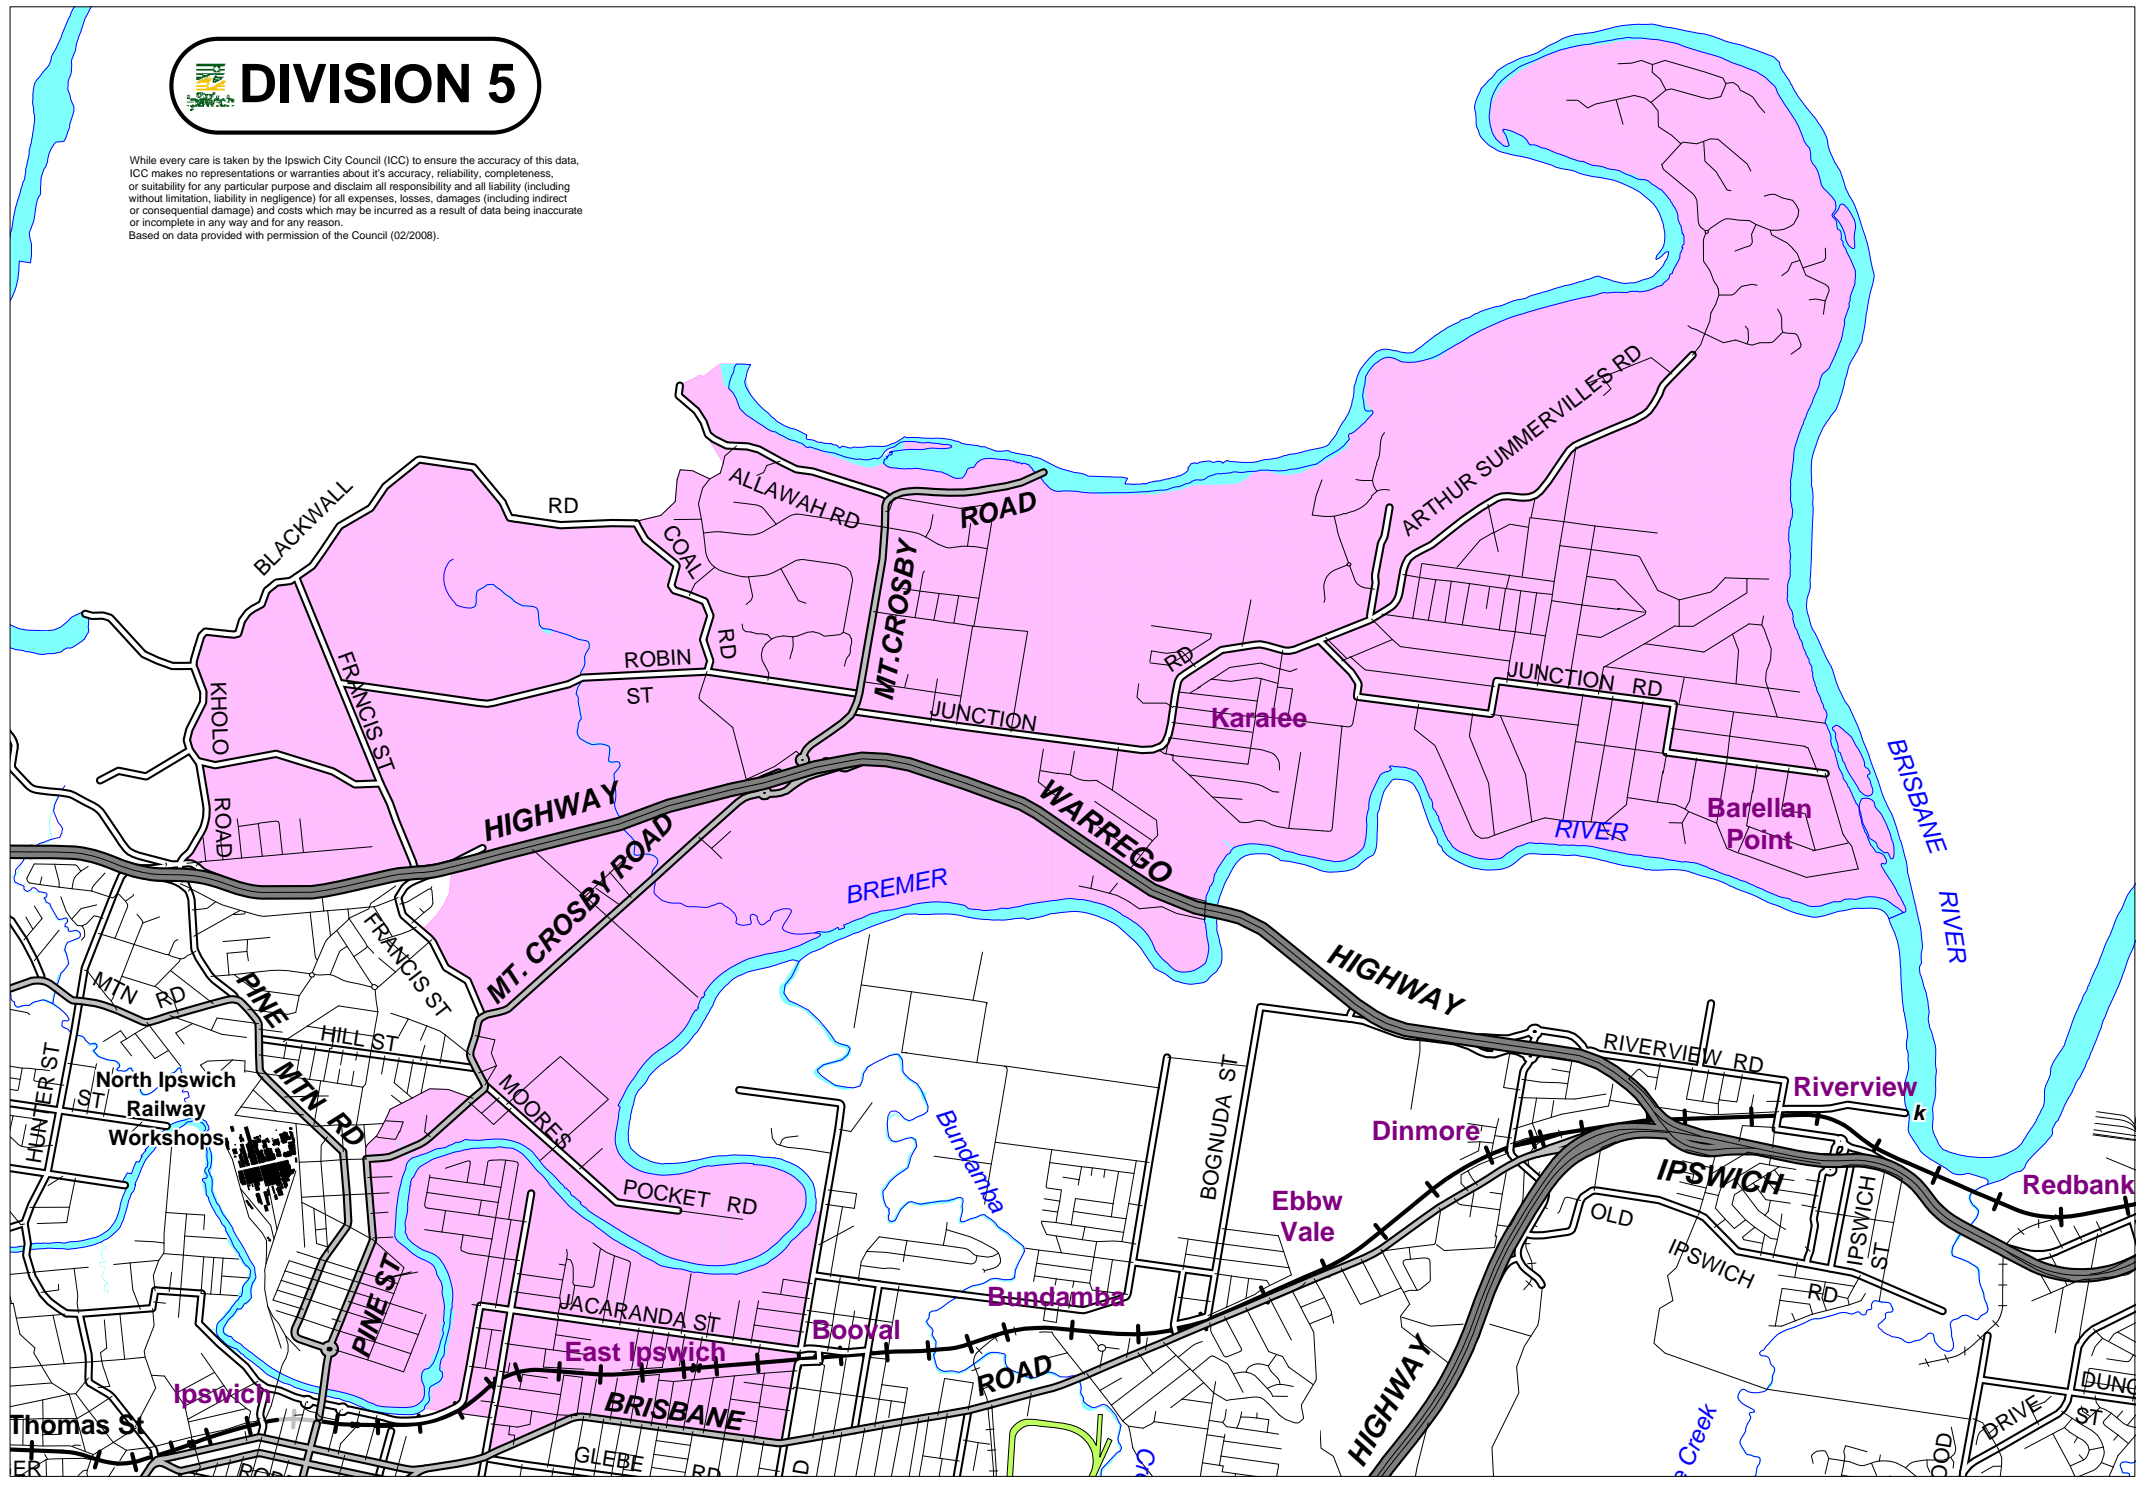 DIVISION 5
Ipswich
While every care is taken by the Ipswich City Council (ICC) to ensure the accuracy of this data,
ICC makes no representations or warranties about it's accuracy, reliability, completeness,
or suitability for any particular purpose and disclaim all responsibility and all liability (including
without limitation, liability in negligence) for all expenses, losses, damages (including indirect
or consequential damage) and costs which may be incurred as a result of data being inaccurate
or incomplete in any way and for any reason.
Based on data provided with permission of the Council (02/2008).
ARTHUR SUMMERVILLES RD
BLACKWALL
RD
ALLAWAH RD
ROAD
COAL
RD
MT.CROSBY
ROBIN
ST
FRANCIS ST
KHOLO
ROAD
JUNCTION
RD
Karalee
JUNCTION RD
BRISBANE
RIVER
Barellan
Point
RIVER
HIGHWAY
WARREGO
MT. CROSBY ROAD
BREMER
FRANCIS ST
HIGHWAY
MTN RD
PINE
MTN RD
HILL ST
HUNTER ST
ST
North Ipswich
Railway
Workshops
MOORES
POCKET RD
Bundamba
BOGNUDA ST
RIVERVIEW RD
Riverview
k
Dinmore
IPSWICH
Redbank
Ebbw
Vale
OLD
IPSWICH
RD
IPSWICH
ST
PINE ST
JACARANDA ST
Bundamba
Booval
East Ipswich
Ipswich
BRISBANE
ROAD
HIGHWAY
Thomas St
GLEBE
RD
D
ER
e Creek
DRIVE
ST
DUNC
OOD